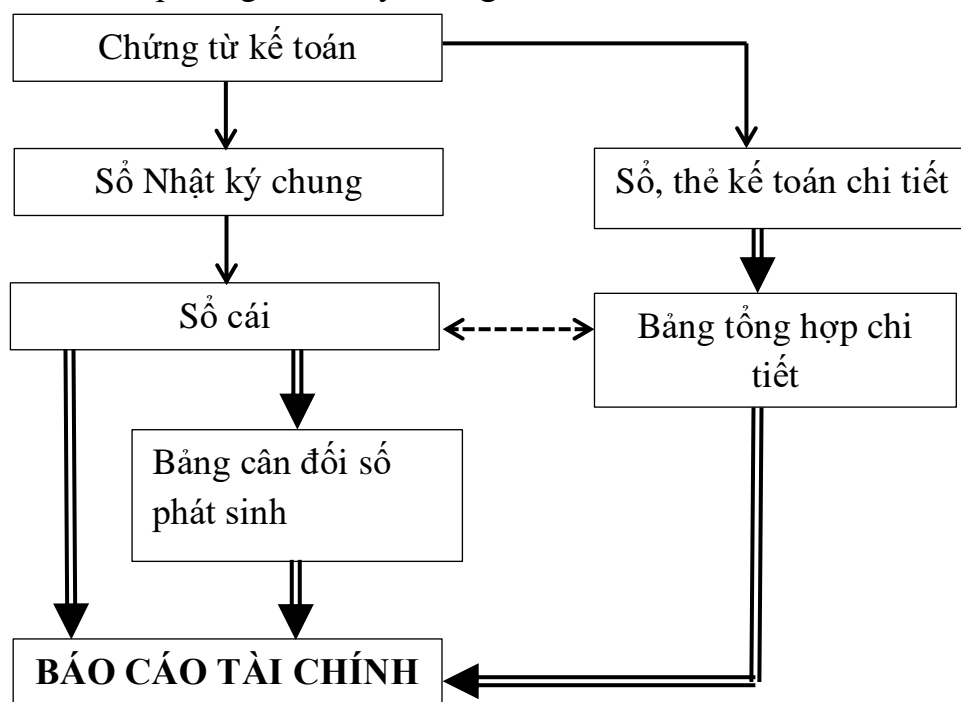 Chứng từ kế toán
Sổ Nhật ký chung
Sổ, thẻ kế toán chi tiết
Sổ cái
Bảng tổng hợp chi
tiết
Bảng cân đối số
phát sinh
BÁO CÁO TÀI CHÍNH